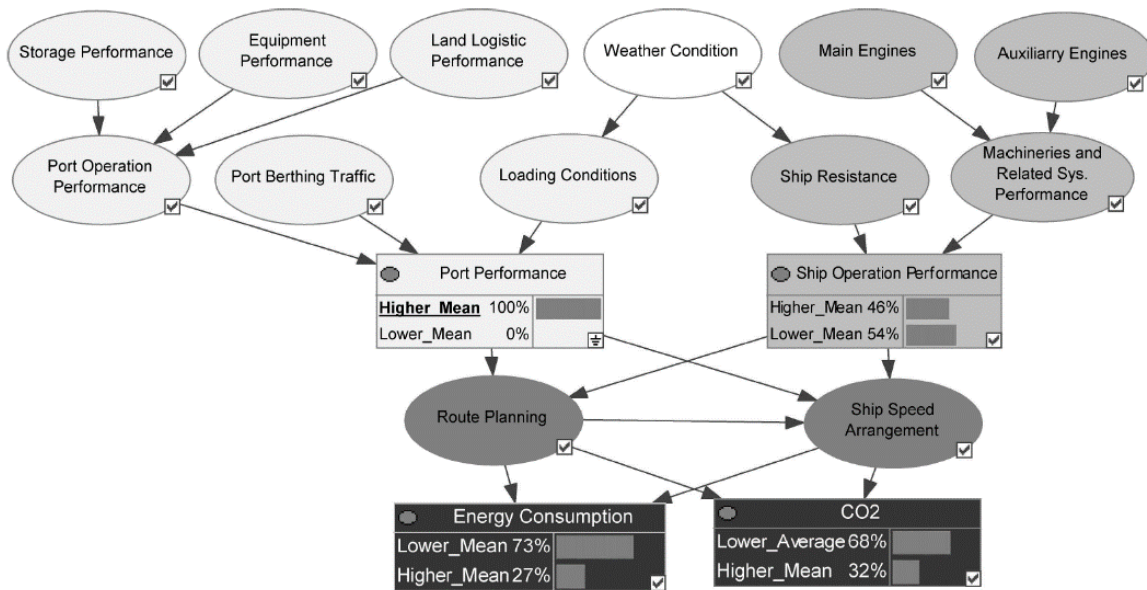 Storage Performance
Equipment
Performance
Land Logistic
Performance
Weather Condition
Main Engines
Auxiliarry Engines
Port Operation
Performance
Port Berthing Traffic
Loading Conditions
Ship Resistance
Machineries and
Related Sys.
Performance
Port Performance
Higher_Mean 100%
Lower_Mean 0%
Ship Operation Performance
Higher_Mean 46%
Lower_Mean 54%
Route Planning
Ship Speed
Arrangement
Energy Consumption
Lower_Mean 73%
Higher_Mean 27%
CO2
Lower_Average 68%
Higher_Mean 32%